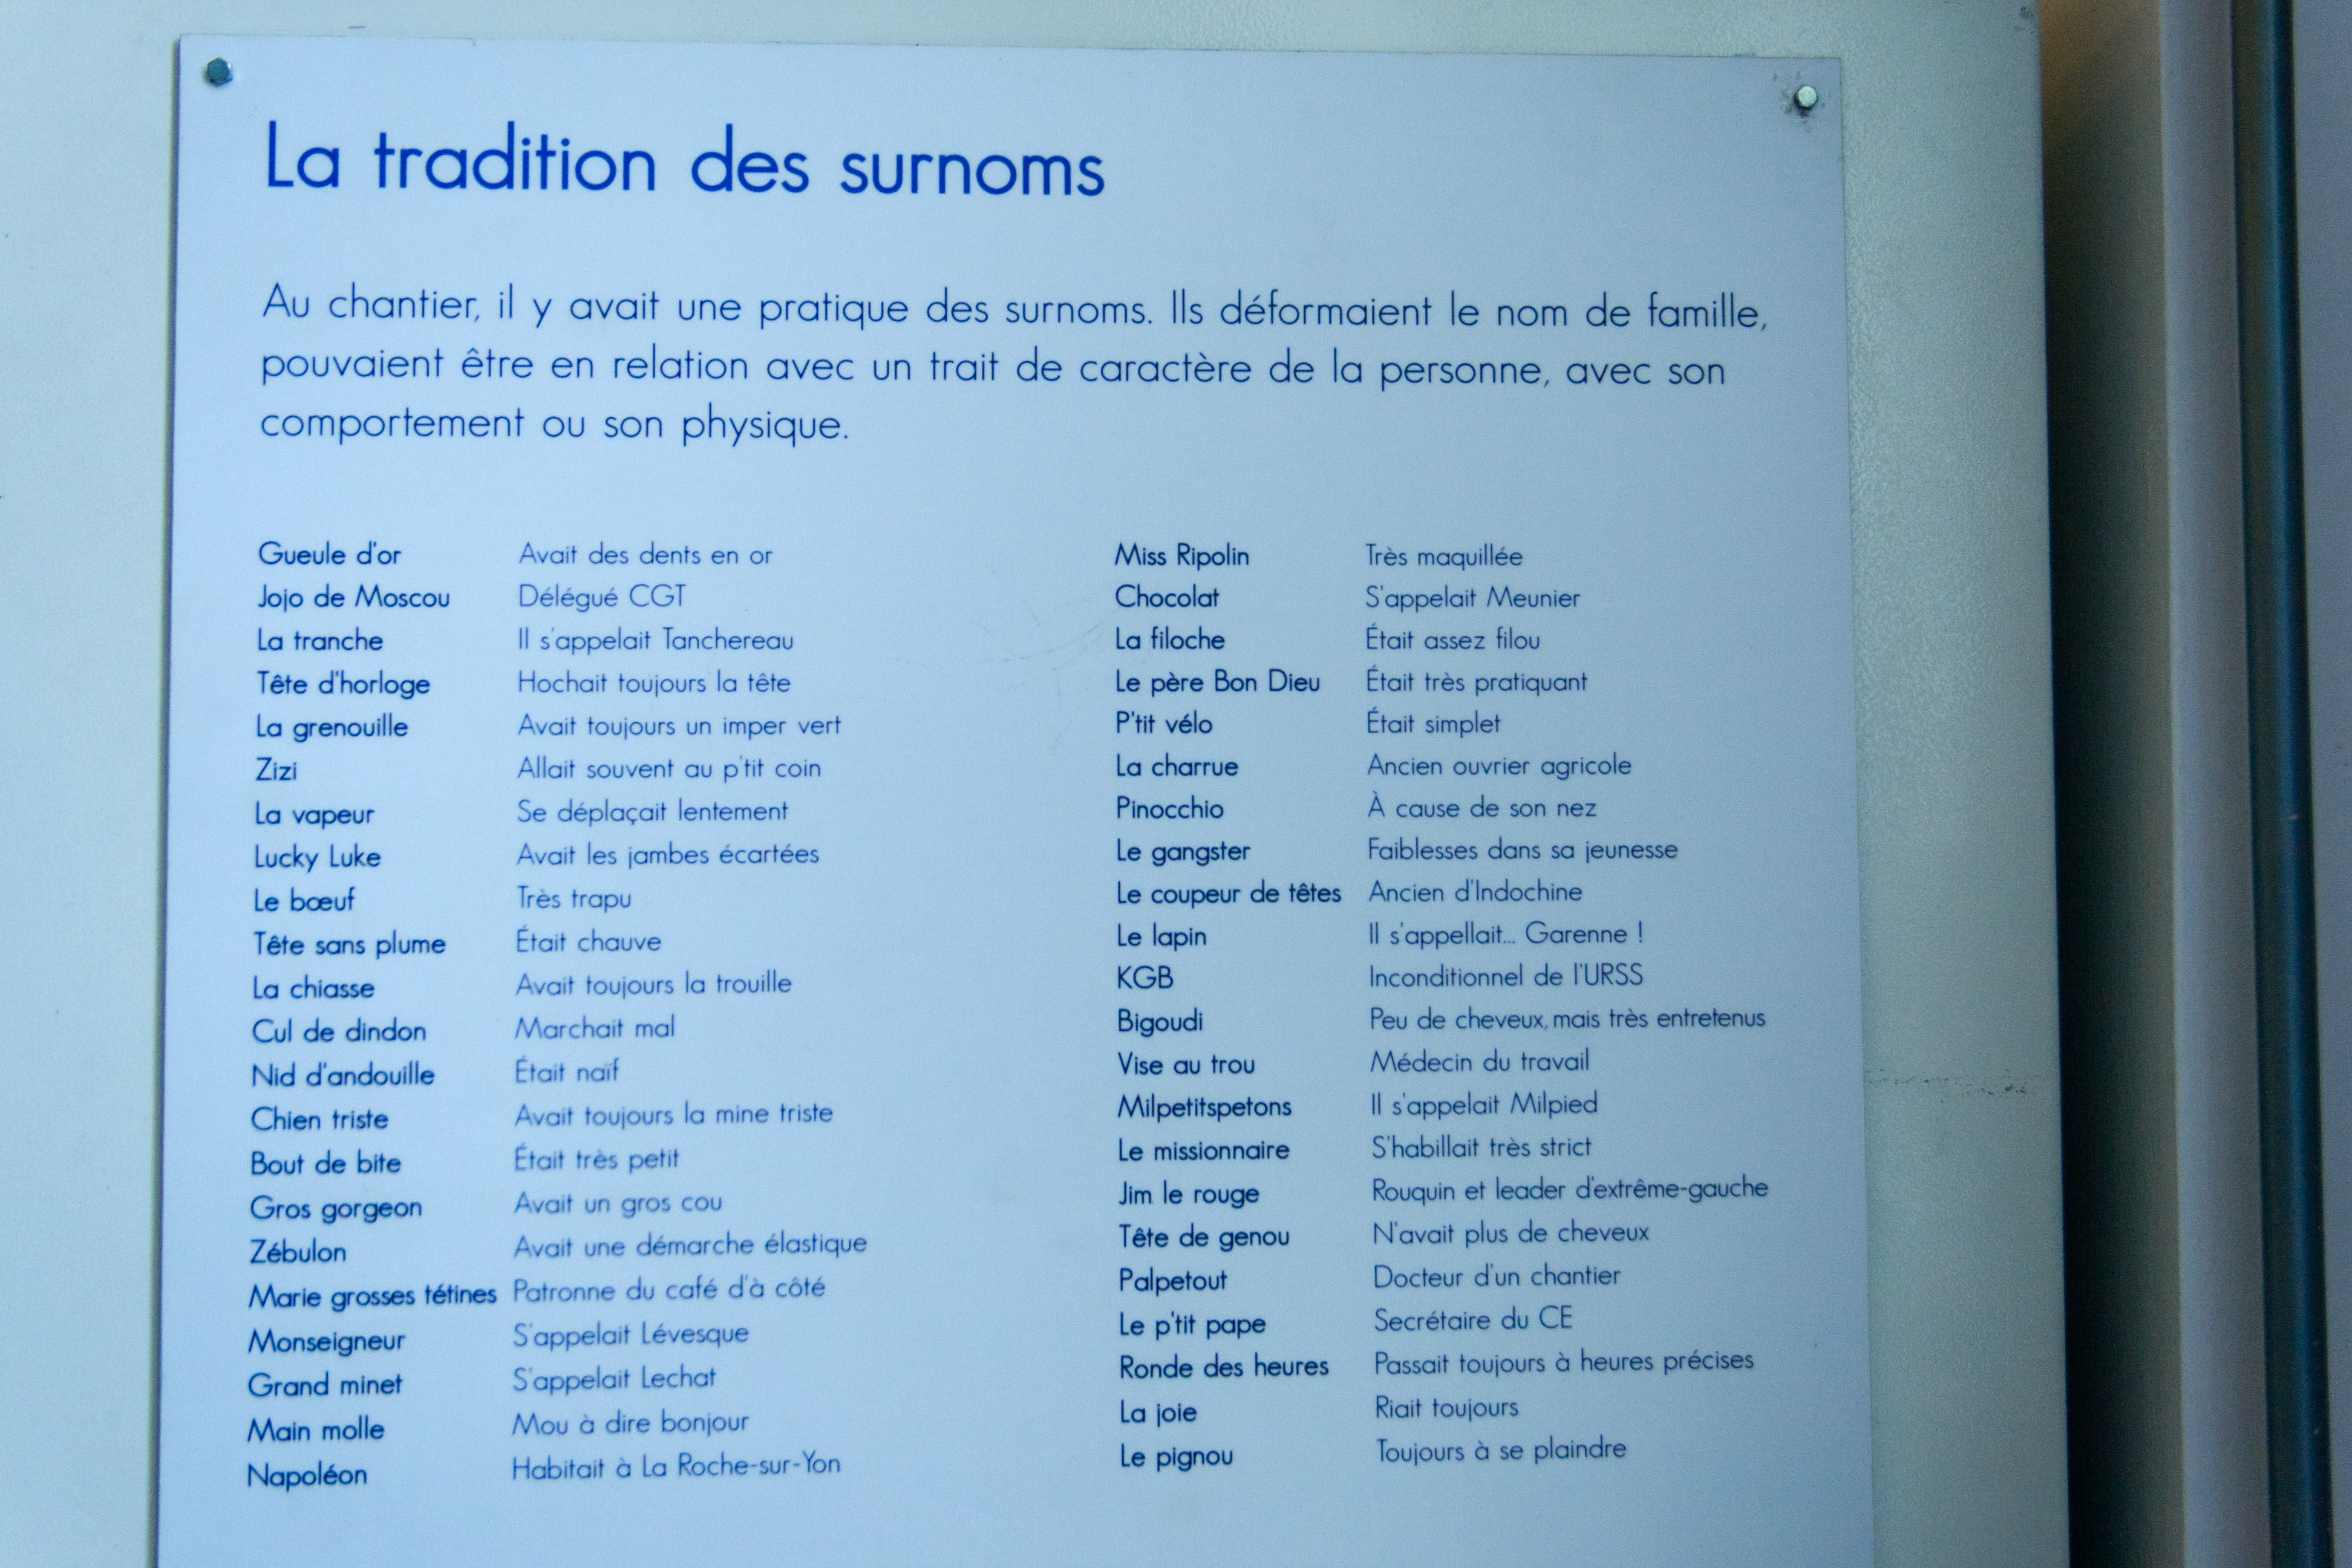 La tradition des surnoms
Au chantier, il y avait une pratique des surnoms. Ils déformaient le nom de famille,
pouvaient être en relation avec un trait de caractère de la personne, avec son
comportement ou son physique.
Gueule d'or Avait des dents en or
Jojo de Moscou Délégué CGT
La tranche Il s'appelait Tanchereau
Tête d'horloge Hochait toujours la tête
La grenouille Avait toujours un imper vert
Zizi Allait souvent au p'tit coin
La vapeur Se déplaçait lentement
Lucky Luke Avait les jambes écartées
Le bœuf Très trapu
Tête sans plume Était chauve
La chiasse Avait toujours la trouille
Cul de dindon Marchait mal
Nid d'andouille Était naïf
Chien triste Avait toujours la mine triste
Bout de bite Était très petit
Gros gorgeon Avait un gros cou
Zébulon Avait une démarche élastique
Marie grosses tétines Patronne du café d'à côté
Monseigneur S'appelait Lévesque
Grand minet S'appelait Lechat
Main molle Mou à dire bonjour
Napoléon Habitait à La Roche-sur-Yon
Miss Ripolin Très maquillée
Chocolat S'appelait Meunier
La filoche Était assez filou
Le père Bon Dieu Était très pratiquant
P'tit vélo Était simplet
La charrue Ancien ouvrier agricole
Pinocchio À cause de son nez
Le gangster Faiblesses dans sa jeunesse
Le coupeur de têtes Ancien d'Indochine
Le lapin Il s'appellait... Garenne !
KGB Inconditionnel de l'URSS
Bigoudi Peu de cheveux, mais très entretenus
Vise au trou Médecin du travail
Milpetitspetons Il s'appelait Milpied
Le missionnaire S'habillait très strict
Jim le rouge Rouquin et leader d'extrême-gauche
Tête de genou N'avait plus de cheveux
Palpetout Docteur d'un chantier
Le p'tit pape Secrétaire du CE
Ronde des heures Passait toujours à heures précises
La joie Riait toujours
Le pignou Toujours à se plaindre